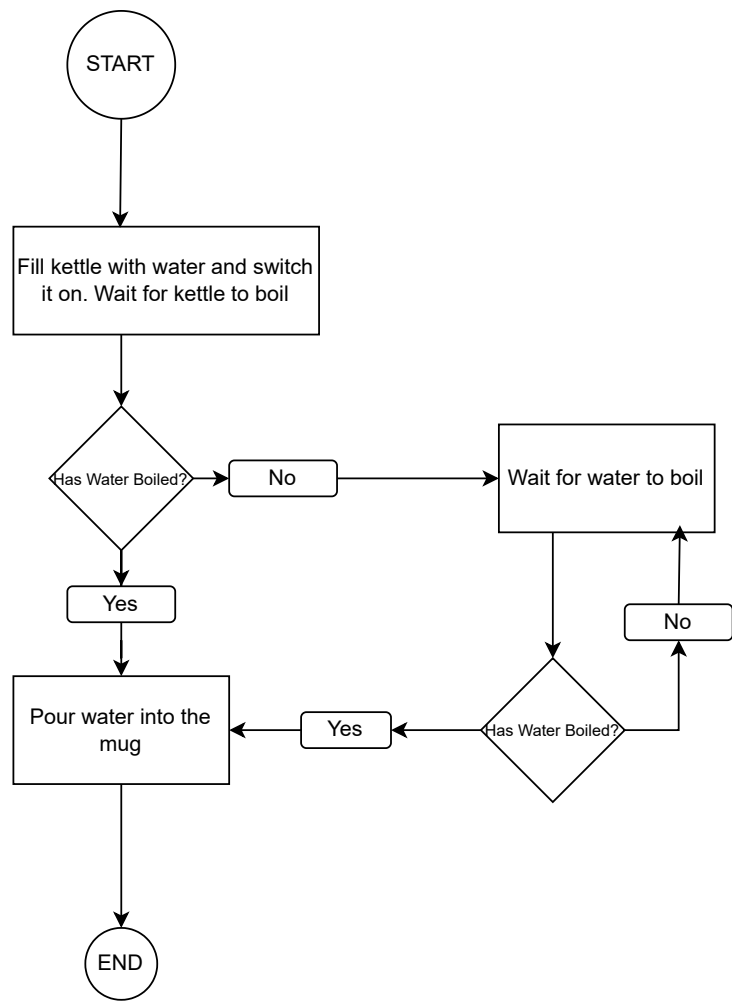 START
Fill kettle with water and switch
it on. Wait for kettle to boil
Has Water Boiled?
No
Wait for water to boil
Yes
No
Pour water into the
mug
Yes
Has Water Boiled?
END